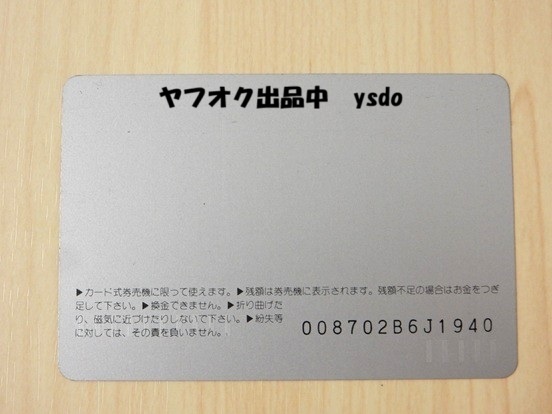 ヤフオク出品中 ysdo
▶カード式券売機に限って使えます。▶残額は券売機に表示されます。残額不足の場合はお金をつぎ
足して下さい。▶換金できません。▶折り曲げた
り、磁気に近づけたりしないで下さい。▶紛失等
に対しては、その責を負いません。
008702B6J1940